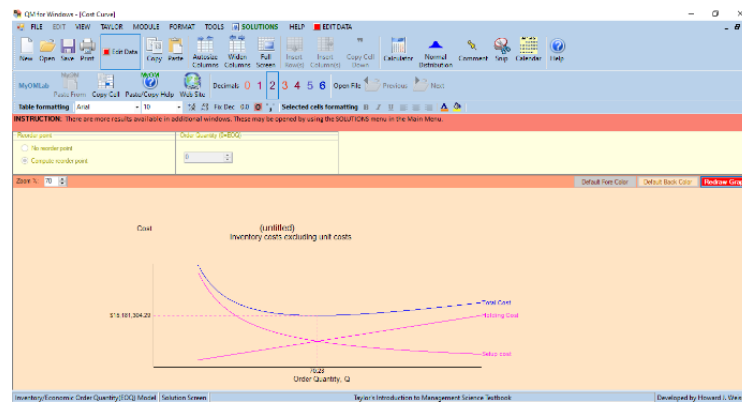 QM for Windows - [Cost Curve]
FILE EDIT VIEW TAYLOR MODULE FORMAT TOOLS SOLUTIONS HELP EDIT DATA
New Open Save Print Edit Data Copy Paste Autosize Columns Widen Columns Full Screen Insert Row(s) Insert Column(s) Copy Cell Down Calculator Normal Distribution Comment Snip Calendar Help
MyOMLab Paste From Copy Cell Paste/Copy Help Web Site Decimals 0 1 2 3 4 5 6 Open File Previous Next
Table formatting Arial 10 Fix Dec 0.0 Selected cells formatting B I
INSTRUCTION: There are more results available in additional windows. These may be opened by using the SOLUTIONS menu in the Main Menu.
Reorder point Order Quantity (0=EOQ)
No reorder point
Compute reorder point 0
Zoom % 70 Default Fore Color Default Back Color Redraw Grap
Cost (untitled)
Inventory costs excluding unit costs
Total Cost
Holding Cost
Setup cost
Order Quantity, Q
Inventory/Economic Order Quantity(EOQ) Model Solution Screen Taylor's Introduction to Management Science Textbook Developed by Howard J. Weis